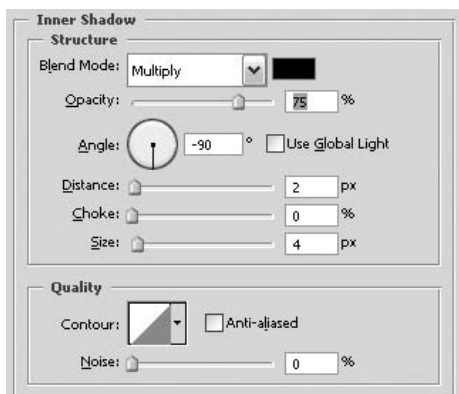 Inner Shadow
Structure
Blend Mode: Multiply
Opacity: 75 %
Angle: -90 ° Use Global Light
Distance: 2 px
Choke: 0 %
Size: 4 px
Quality
Contour: Anti-aliased
Noise: 0 %